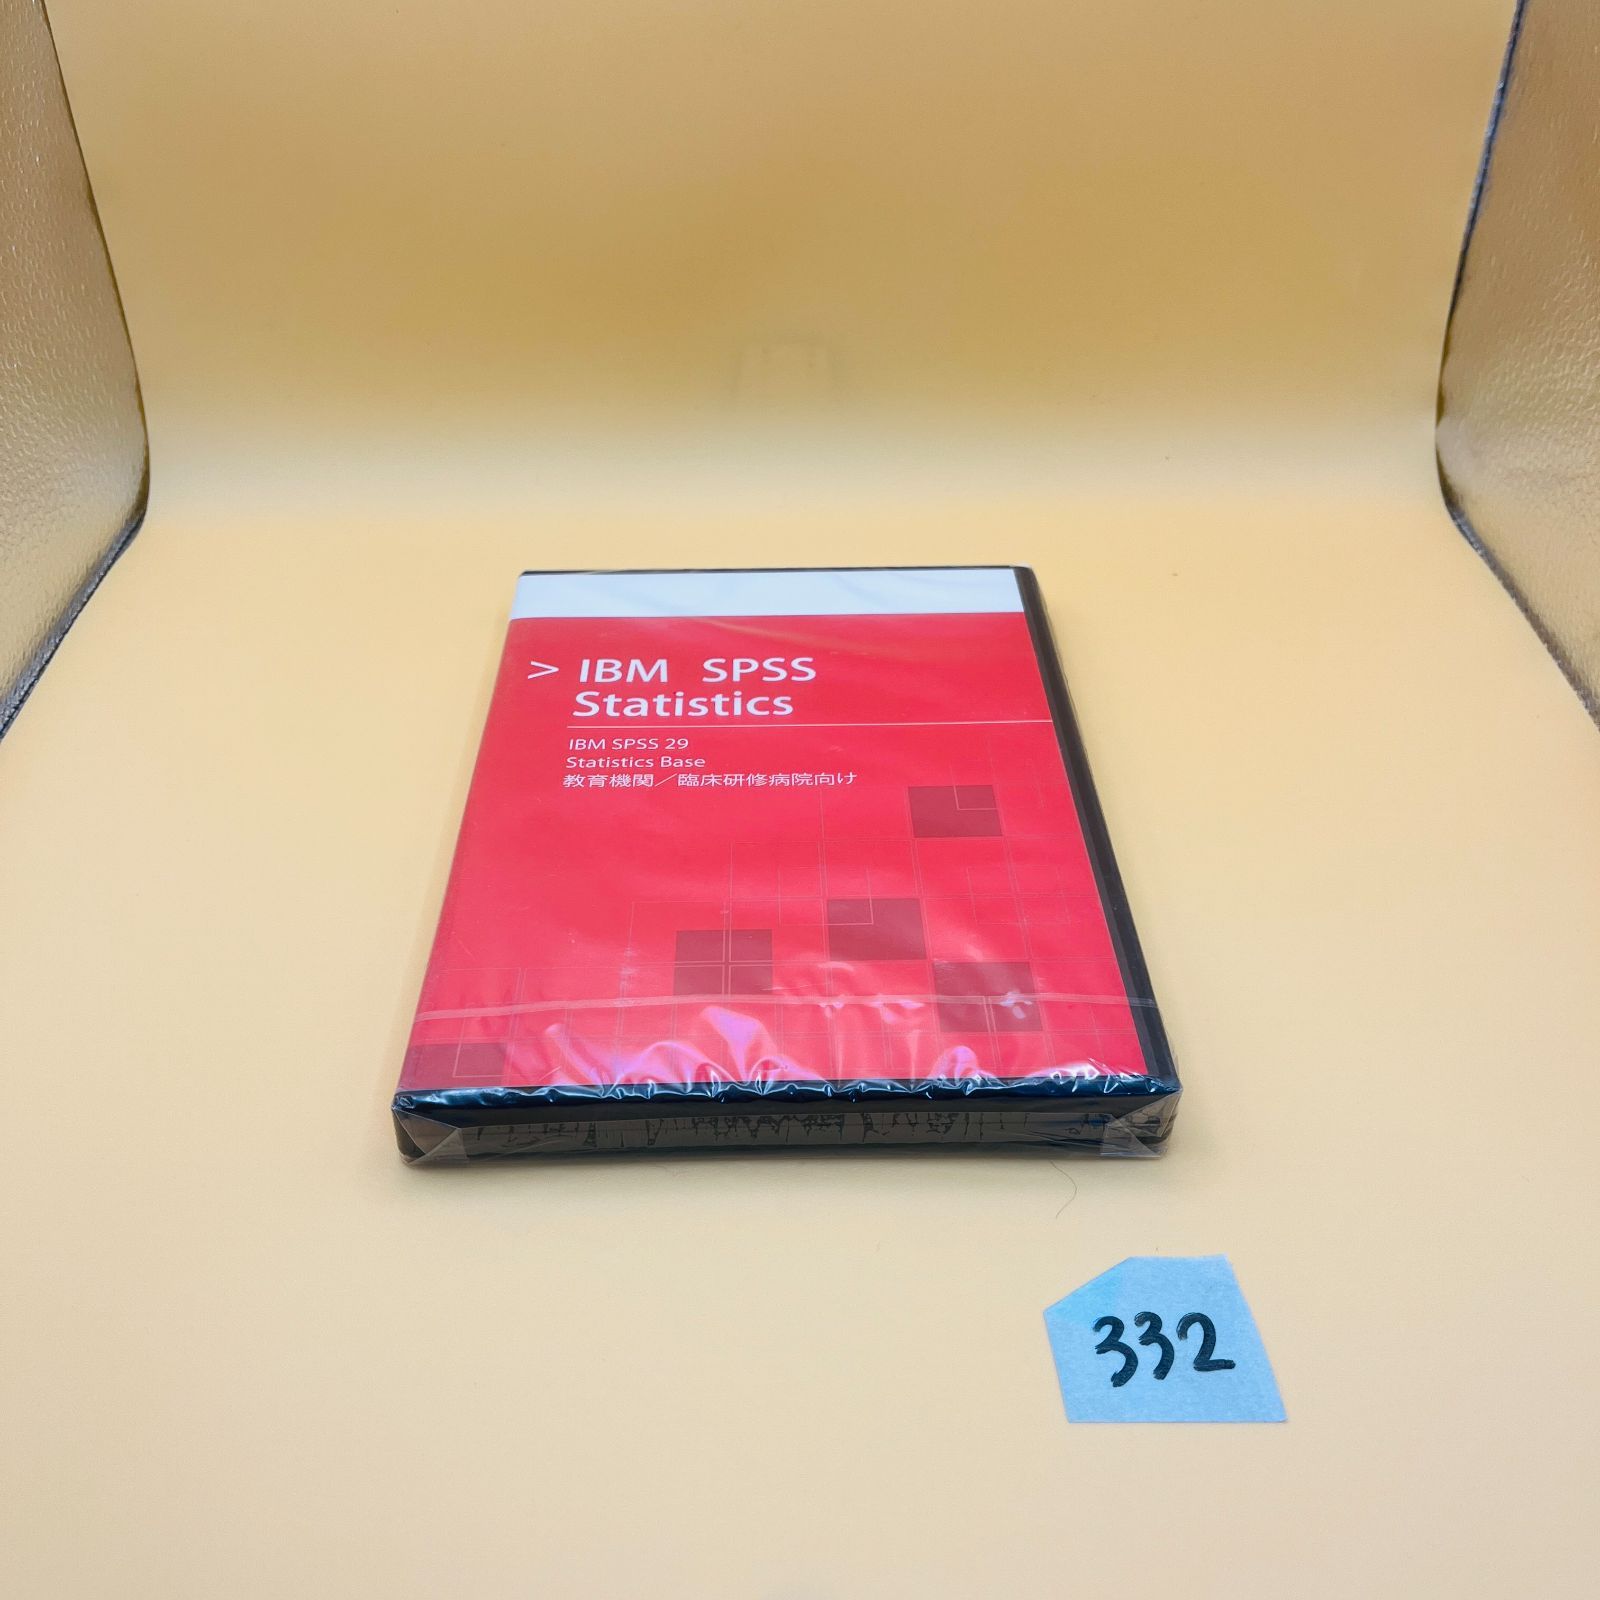 > IBM SPSS
Statistics
IBM SPSS 29
Statistics Base
教育機関／臨床研修病院向け
332